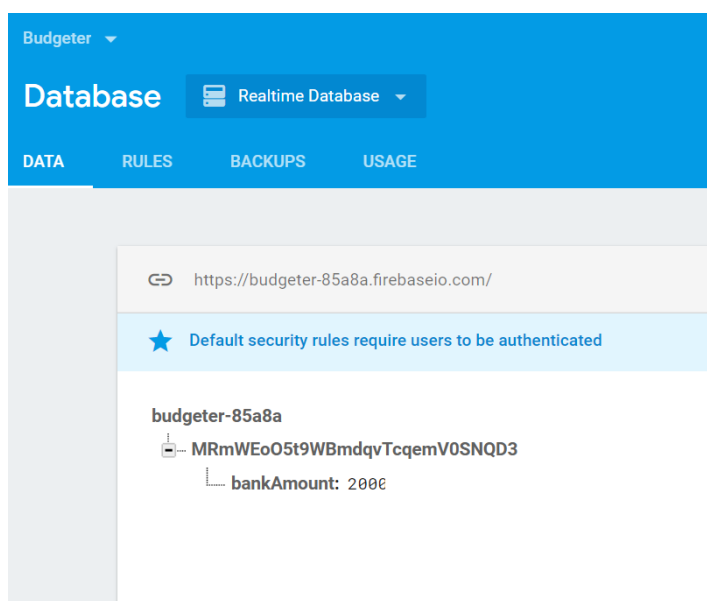 Budgeter
Database Realtime Database
DATA RULES BACKUPS USAGE
https://budgeter-85a8a.firebaseio.com/
Default security rules require users to be authenticated
budgeter-85a8a
MRmWEoO5t9WBmdqvTcqemV0SNQD3
bankAmount: 2000